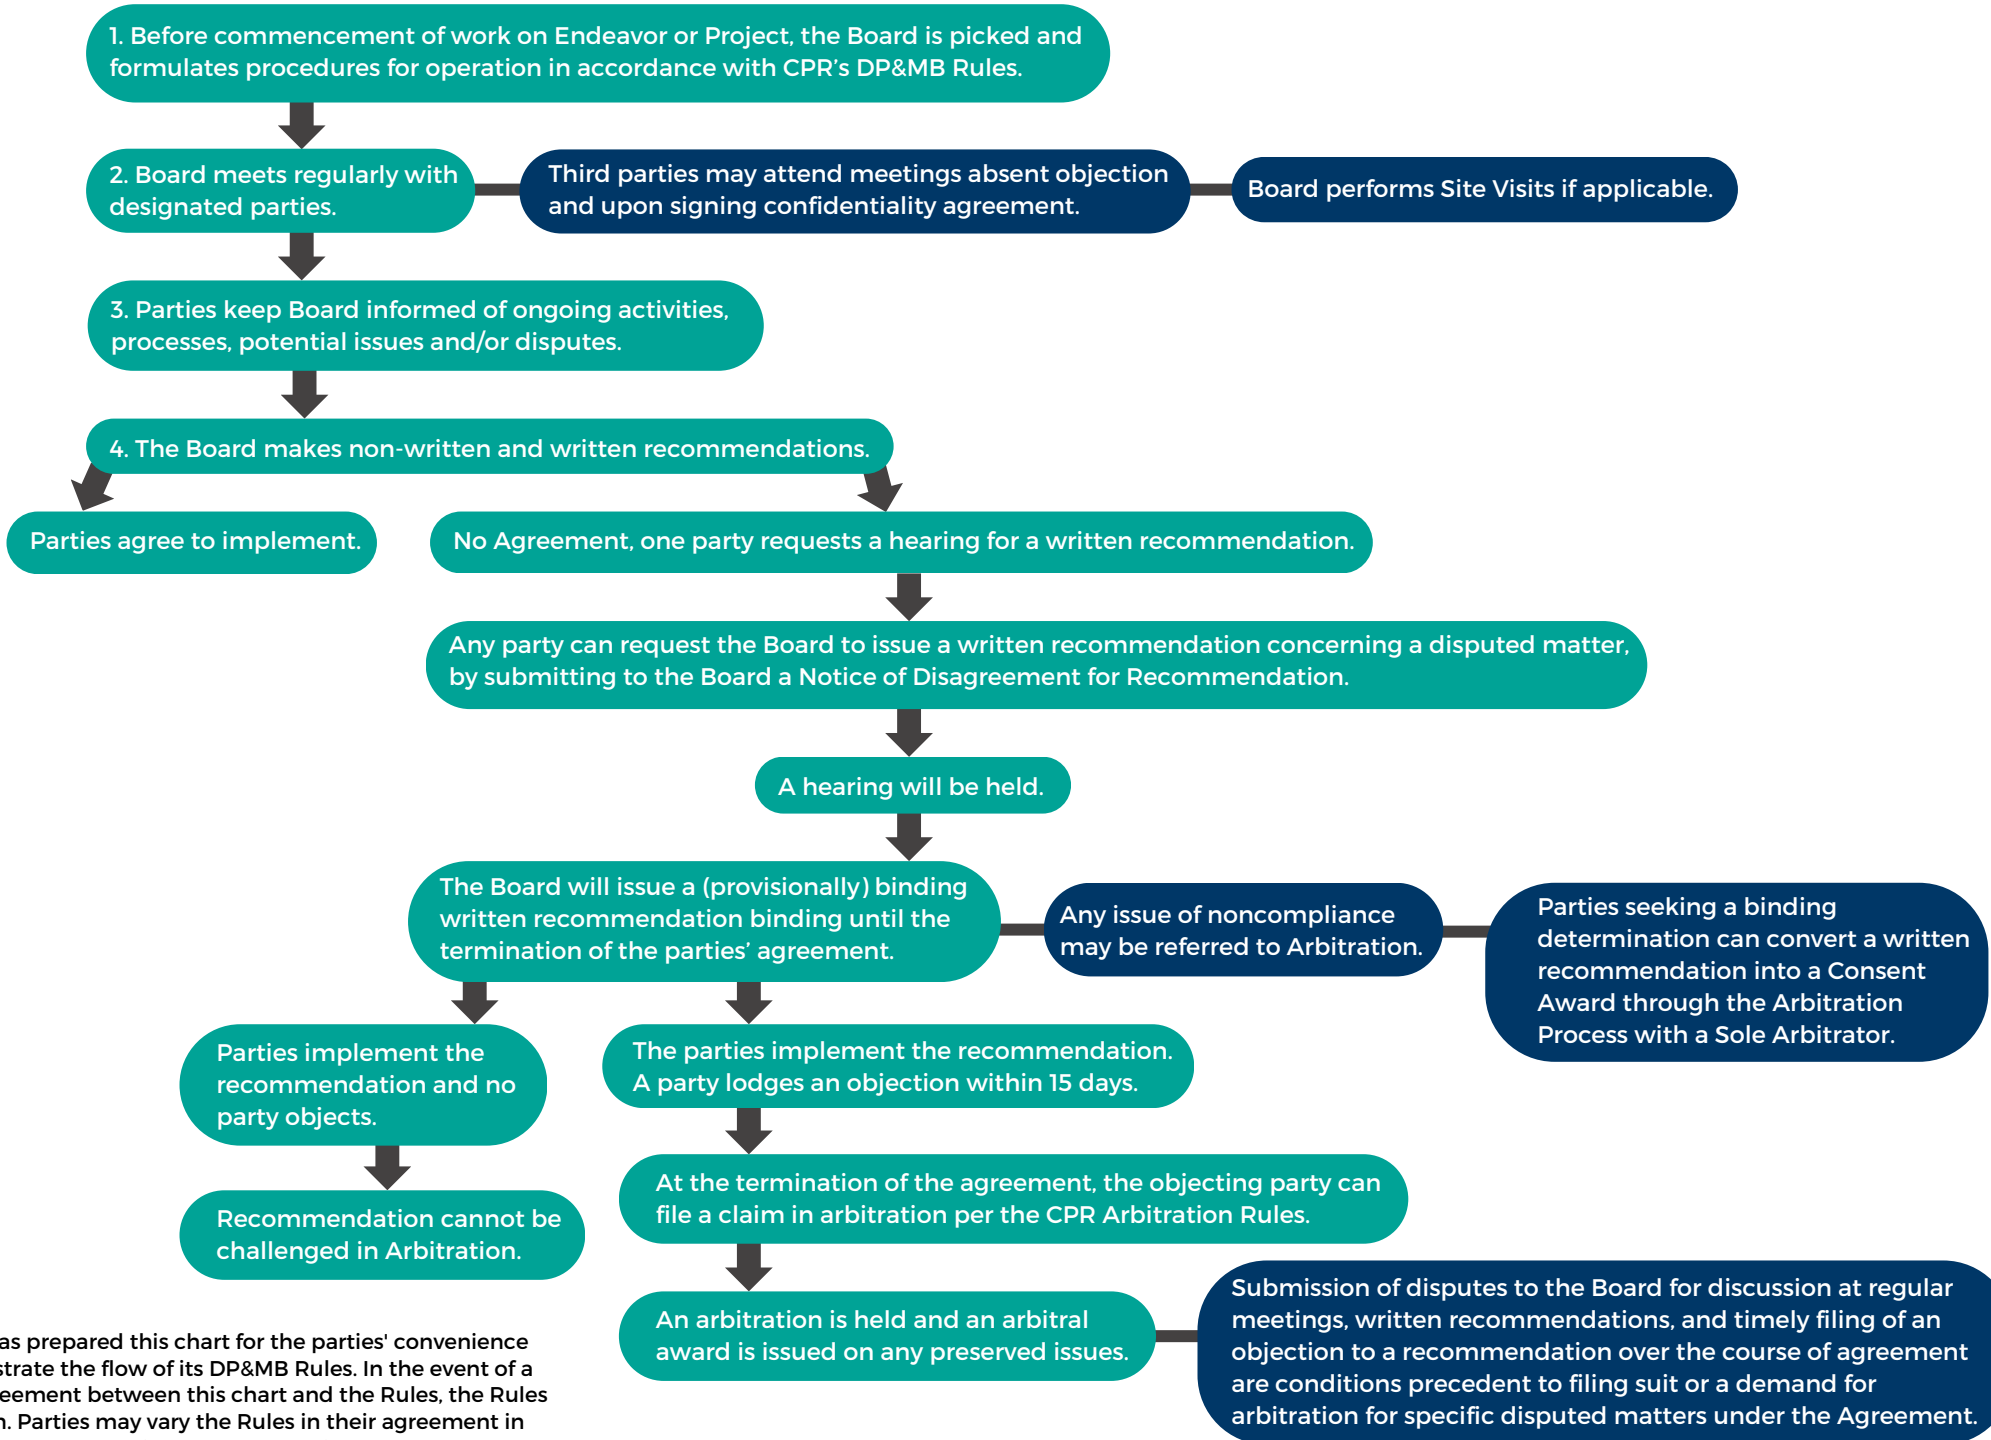 1. Before commencement of work on Endeavor or Project, the Board is picked and
formulates procedures for operation in accordance with CPR's DP&MB Rules.
2. Board meets regularly with
designated parties.
Third parties may attend meetings absent objection
and upon signing confidentiality agreement.
Board performs Site Visits if applicable.
3. Parties keep Board informed of ongoing activities,
processes, potential issues and/or disputes.
4. The Board makes non-written and written recommendations.
Parties agree to implement.
No Agreement, one party requests a hearing for a written recommendation.
Any party can request the Board to issue a written recommendation concerning a disputed matter,
by submitting to the Board a Notice of Disagreement for Recommendation.
A hearing will be held.
The Board will issue a (provisionally) binding
written recommendation binding until the
termination of the parties' agreement.
Any issue of noncompliance
may be referred to Arbitration.
Parties seeking a binding
determination can convert a written
recommendation into a Consent
Award through the Arbitration
Process with a Sole Arbitrator.
Parties implement the
recommendation and no
party objects.
The parties implement the recommendation.
A party lodges an objection within 15 days.
Recommendation cannot be
challenged in Arbitration.
At the termination of the agreement, the objecting party can
file a claim in arbitration per the CPR Arbitration Rules.
An arbitration is held and an arbitral
award is issued on any preserved issues.
Submission of disputes to the Board for discussion at regular
meetings, written recommendations, and timely filing of an
objection to a recommendation over the course of agreement
are conditions precedent to filing suit or a demand for
arbitration for specific disputed matters under the Agreement.
as prepared this chart for the parties' convenience
strate the flow of its DP&MB Rules. In the event of a
eement between this chart and the Rules, the Rules
n. Parties may vary the Rules in their agreement in